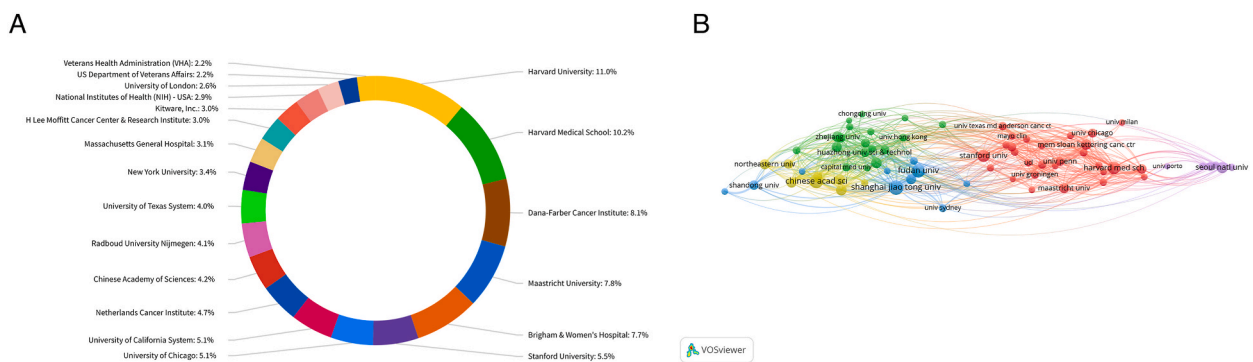 A
Veterans Health Administration (VHA): 2.2%
US Department of Veterans Affairs: 2.2%
University of London: 2.6%
National Institutes of Health (NIH) - USA: 2.9%
Kitware, Inc.: 3.0%
H Lee Moffitt Cancer Center & Research Institute: 3.0%
Massachusetts General Hospital: 3.1%
New York University: 3.4%
University of Texas System: 4.0%
Radboud University Nijmegen: 4.1%
Chinese Academy of Sciences: 4.2%
Netherlands Cancer Institute: 4.7%
University of California System: 5.1%
University of Chicago: 5.1%
Harvard University: 11.0%
Harvard Medical School: 10.2%
Dana-Farber Cancer Institute: 8.1%
Maastricht University: 7.8%
Brigham & Women's Hospital: 7.7%
Stanford University: 5.5%
B
chongqing univ
zhejiang univ
univ hong kong
huazhong univ sci & technol
northeastern univ
capital med univ
chinese acad sci
fudan univ
shandong univ
shanghai jiao tong univ
univ sydney
univ texas md anderson canc ct
mayo clin
univ milan
univ chicago
mem sloan kettering canc ctr
stanford univ
ucl
univ penn
harvard med sch
univ groningen
maastricht univ
univ porto
seoul natl univ
VOSviewer